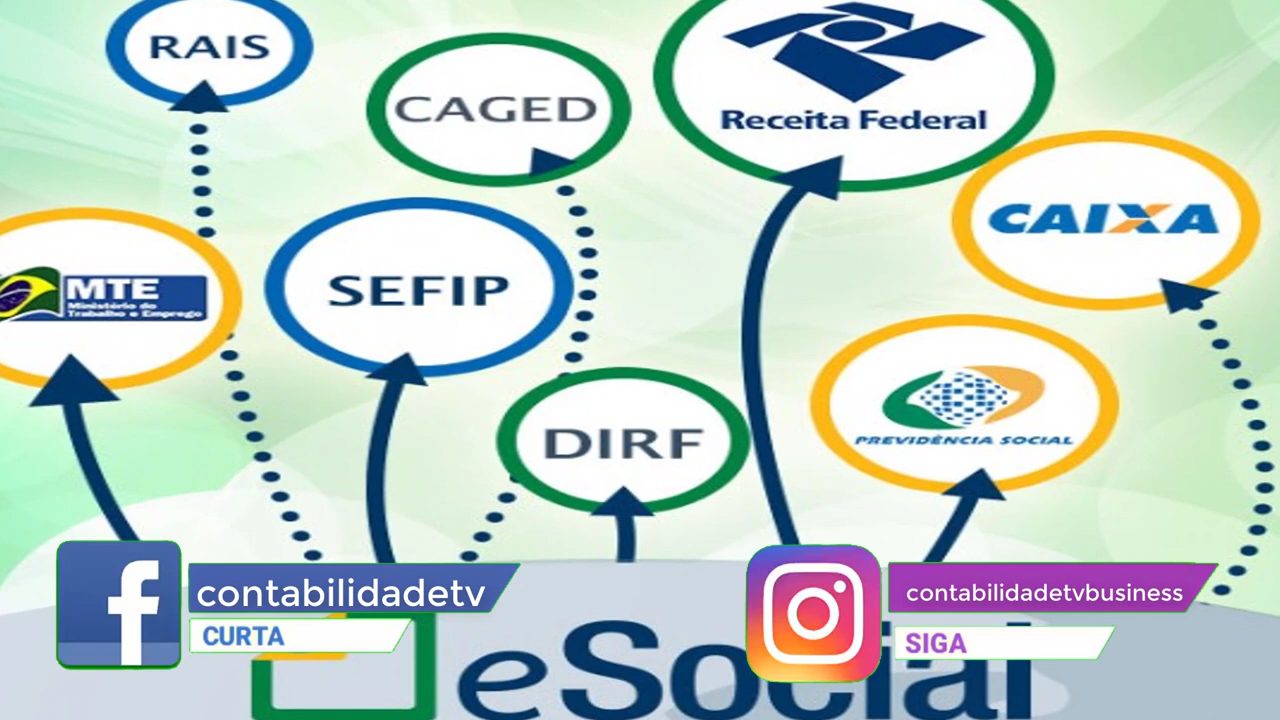 RAIS
CAGED
Receita Federal
CAIXA
MTE
Ministério do
Trabalho e Emprego
SEFIP
DIRF
PREVIDÊNCIA SOCIAL
contabilidadetv
CURTA
contabilidadetvbusiness
SIGA
eSocial